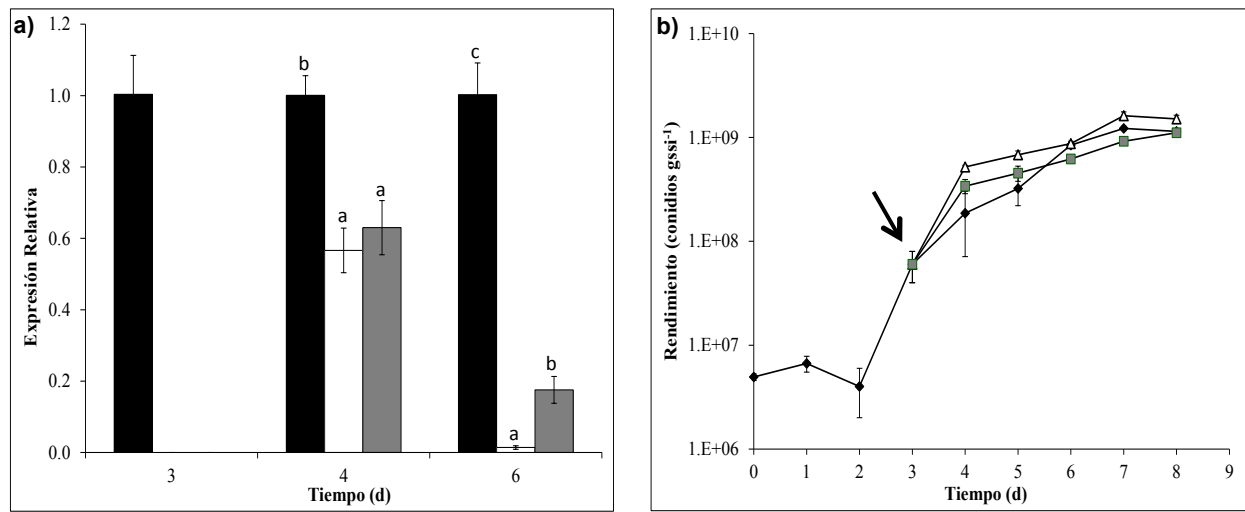 a)
1.2
1.0
0.8
0.6
0.4
0.2
0.0
Expresión Relativa
b
a
a
c
a
b
3
4
6
Tiempo (d)
b)
1.E+10
1.E+09
1.E+08
1.E+07
1.E+06
Rendimiento (conidios gssi-1)
0 1 2 3 4 5 6 7 8 9
Tiempo (d)